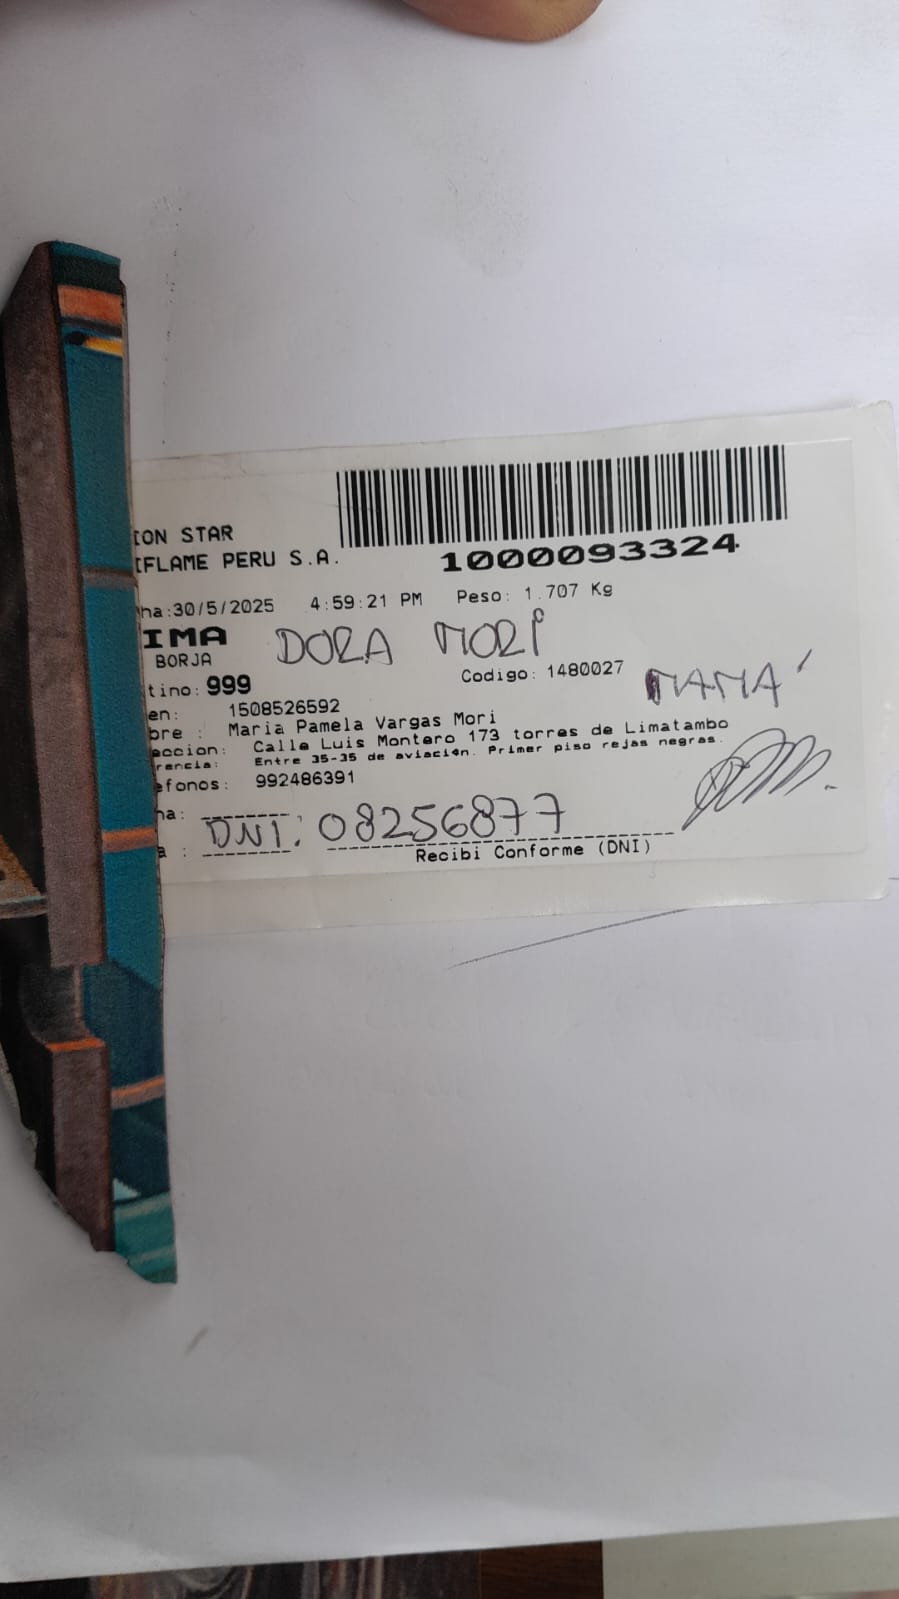 ION STAR
IFLAME PERU S.A.
1000093324
ha:30/5/2025 4:59:21 PM Peso: 1.707 Kg
IMA DORA MORI
BORJA
tino: 999 Codigo: 1480027 MAMÁ
en: 1508526592
bre : Maria Pamela Vargas Mori
eccion: Calle Luis Montero 173 torres de Limatambo
rencia: Entre 35-35 de aviación. Primer piso rejas negras.
efonos: 992486391
ha:
DNI: 08256877
a :
Recibi Conforme (DNI)